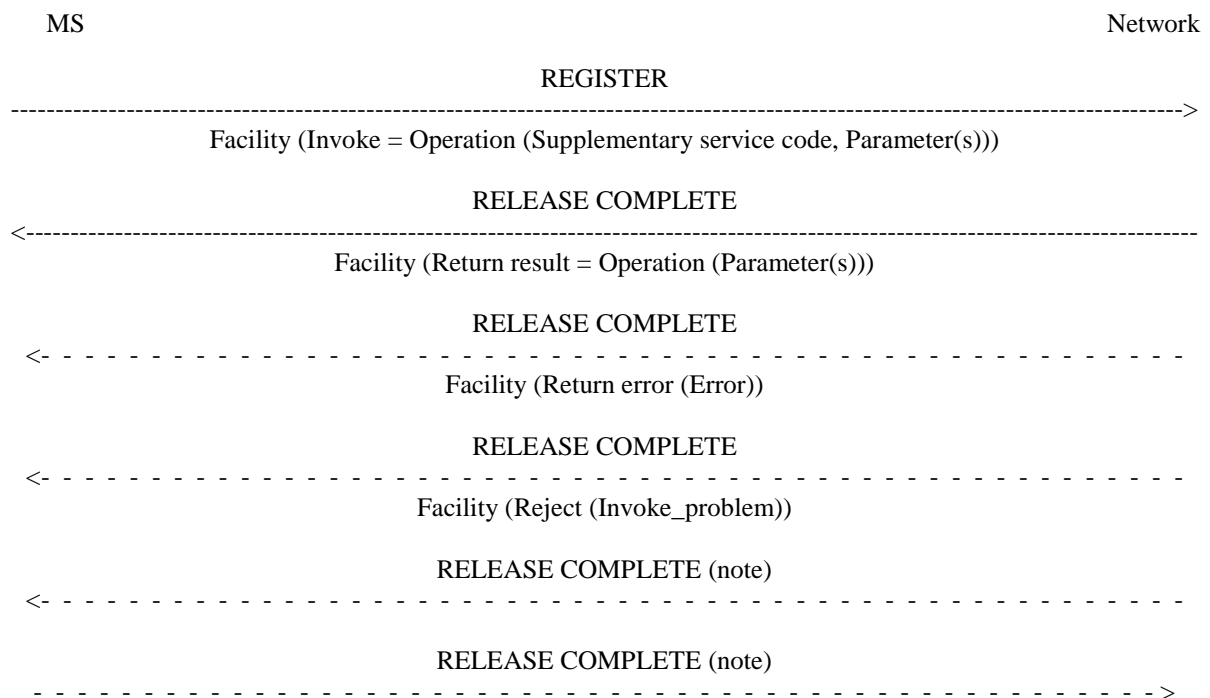 MS Network
REGISTER
Facility (Invoke = Operation (Supplementary service code, Parameter(s)))
RELEASE COMPLETE
Facility (Return result = Operation (Parameter(s)))
RELEASE COMPLETE
Facility (Return error (Error))
RELEASE COMPLETE
Facility (Reject (Invoke_problem))
RELEASE COMPLETE (note)
RELEASE COMPLETE (note)